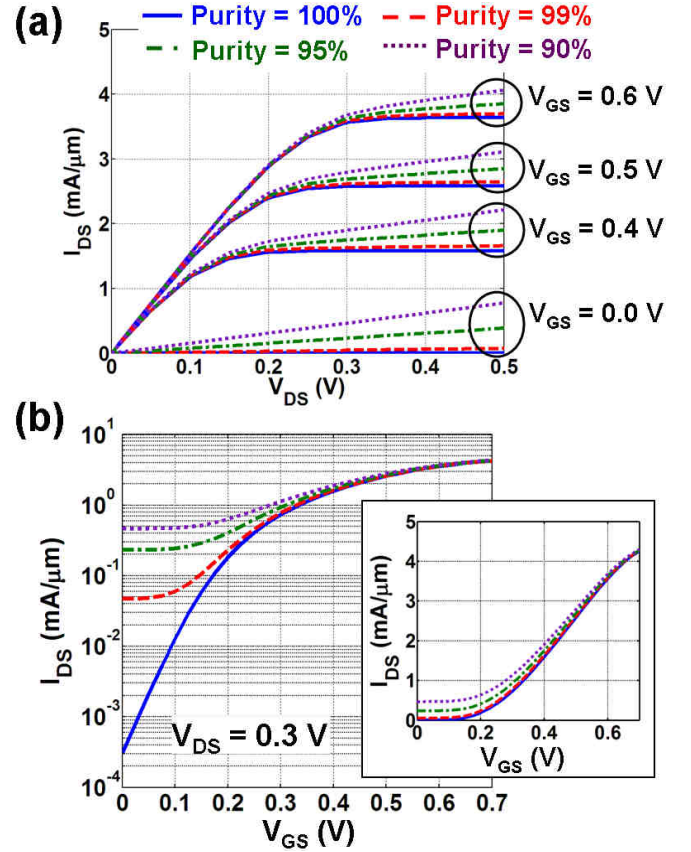 (a)
Purity = 100%
Purity = 99%
Purity = 95%
Purity = 90%
5
4
3
2
1
0
I_DS (mA/μm)
V_GS = 0.6 V
V_GS = 0.5 V
V_GS = 0.4 V
V_GS = 0.0 V
0 0.1 0.2 0.3 0.4 0.5
V_DS (V)
(b)
10^1
10^0
10^-1
10^-2
10^-3
10^-4
I_DS (mA/μm)
V_DS = 0.3 V
0 0.1 0.2 0.3 0.4 0.5 0.6 0.7
V_GS (V)
5
4
3
2
1
0
I_DS (mA/μm)
0 0.2 0.4 0.6
V_GS (V)